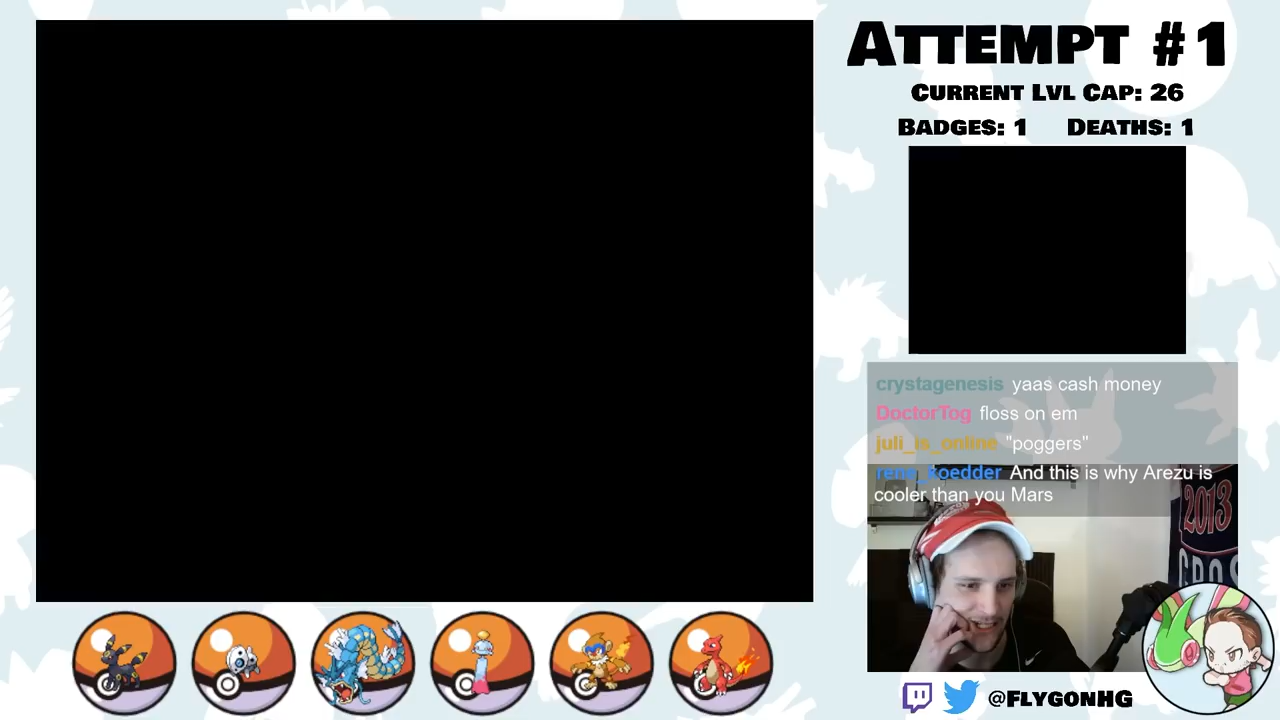 ATTEMPT #1
CURRENT LVL CAP: 26
BADGES: 1 DEATHS: 1
crystagenesis yaas cash money
DoctorTog floss on em
juli_is_online "poggers"
rene_koedder And this is why Arezu is
cooler than you Mars
2013
CROS
@FLYGONHG